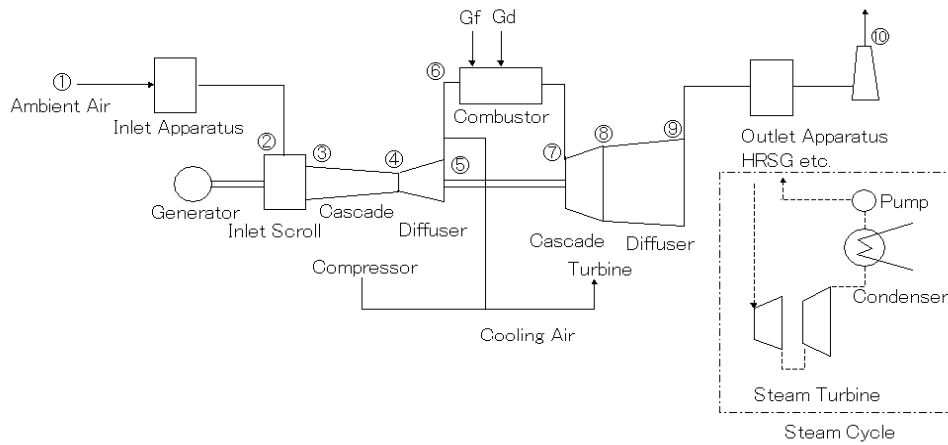 Gf Gd
① ⑥ ⑩
Ambient Air
Inlet Apparatus
Combustor
Outlet Apparatus
HRSG etc.
② ③ ④ ⑤ ⑦ ⑧ ⑨
Generator
Inlet Scroll
Cascade
Diffuser
Cascade
Diffuser
Pump
Compressor
Turbine
Condenser
Cooling Air
Steam Turbine
Steam Cycle